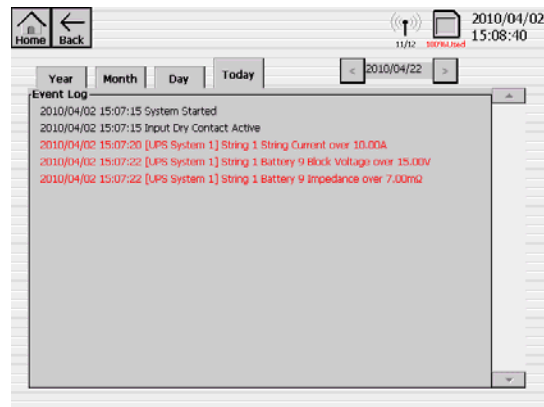 Home Back 11/12 100%Used 2010/04/02
15:08:40
Year Month Day Today < 2010/04/22 >
Event Log
2010/04/02 15:07:15 System Started
2010/04/02 15:07:15 Input Dry Contact Active
2010/04/02 15:07:20 [UPS System 1] String 1 String Current over 10.00A
2010/04/02 15:07:22 [UPS System 1] String 1 Battery 9 Block Voltage over 15.00V
2010/04/02 15:07:22 [UPS System 1] String 1 Battery 9 Impedance over 7.00mΩ